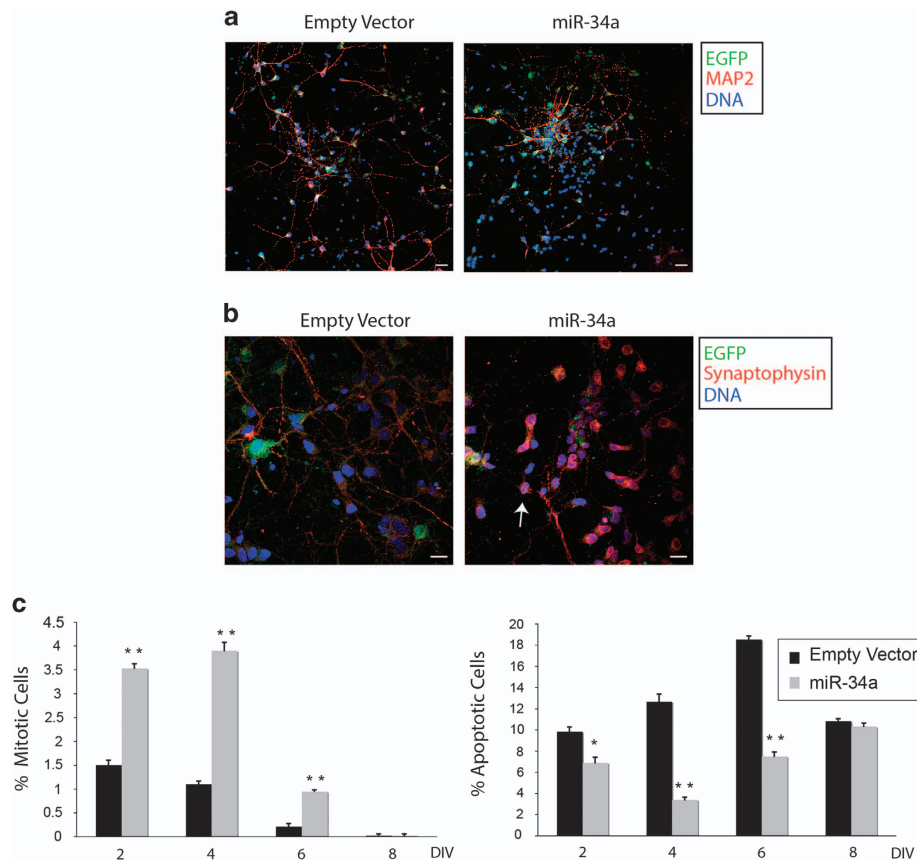 a
Empty Vector
miR-34a
EGFP
MAP2
DNA
b
Empty Vector
miR-34a
EGFP
Synaptophysin
DNA
c
% Mitotic Cells
4.5
4
3.5
3
2.5
2
1.5
1
0.5
0
* *
* *
* *
2 4 6 8 DIV
% Apoptotic Cells
20
18
16
14
12
10
8
6
4
2
0
*
* *
* *
Empty Vector
miR-34a
2 4 6 8 DIV